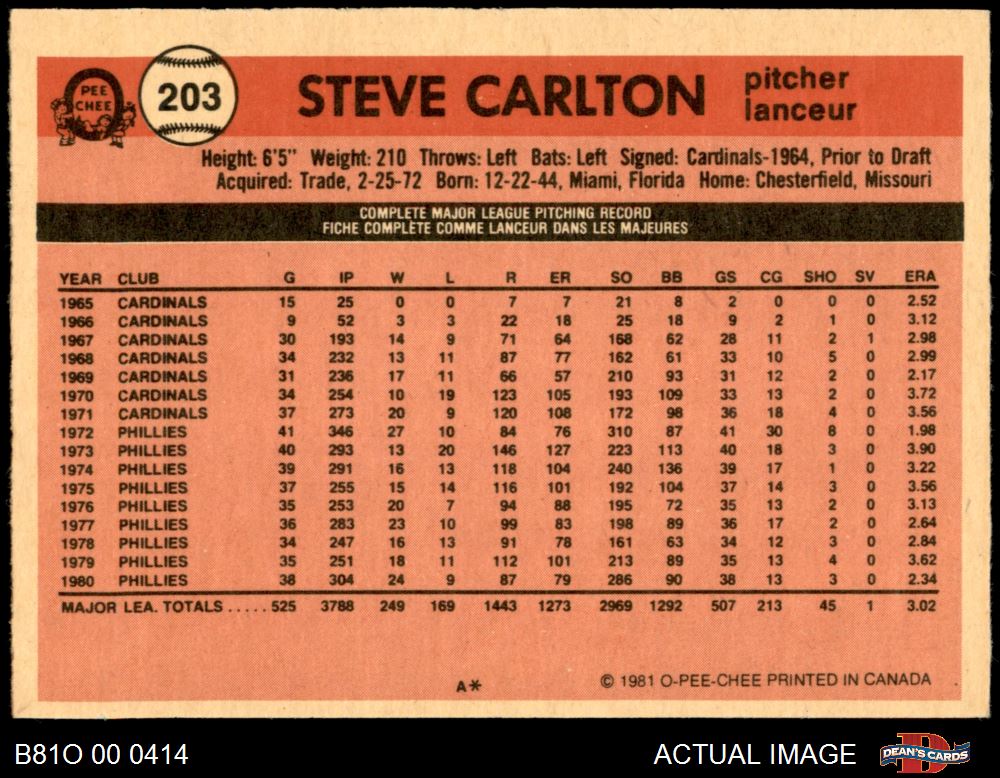 PEE
CHEE
203
STEVE CARLTON
pitcher
lanceur
Height: 6'5" Weight: 210 Throws: Left Bats: Left Signed: Cardinals-1964, Prior to Draft
Acquired: Trade, 2-25-72 Born: 12-22-44, Miami, Florida Home: Chesterfield, Missouri
COMPLETE MAJOR LEAGUE PITCHING RECORD
FICHE COMPLÈTE COMME LANCEUR DANS LES MAJEURES
YEAR CLUB G IP W L R ER SO BB GS CG SHO SV ERA
1965 CARDINALS 15 25 0 0 7 7 21 8 2 0 0 0 2.52
1966 CARDINALS 9 52 3 3 22 18 25 18 9 2 1 0 3.12
1967 CARDINALS 30 193 14 9 71 64 168 62 28 11 2 1 2.98
1968 CARDINALS 34 232 13 11 87 77 162 61 33 10 5 0 2.99
1969 CARDINALS 31 236 17 11 66 57 210 93 31 12 2 0 2.17
1970 CARDINALS 34 254 10 19 123 105 193 109 33 13 2 0 3.72
1971 CARDINALS 37 273 20 9 120 108 172 98 36 18 4 0 3.56
1972 PHILLIES 41 346 27 10 84 76 310 87 41 30 8 0 1.98
1973 PHILLIES 40 293 13 20 146 127 223 113 40 18 3 0 3.90
1974 PHILLIES 39 291 16 13 118 104 240 136 39 17 1 0 3.22
1975 PHILLIES 37 255 15 14 116 101 192 104 37 14 3 0 3.56
1976 PHILLIES 35 253 20 7 94 88 195 72 35 13 2 0 3.13
1977 PHILLIES 36 283 23 10 99 83 198 89 36 17 2 0 2.64
1978 PHILLIES 34 247 16 13 91 78 161 63 34 12 3 0 2.84
1979 PHILLIES 35 251 18 11 112 101 213 89 35 13 4 0 3.62
1980 PHILLIES 38 304 24 9 87 79 286 90 38 13 3 0 2.34
MAJOR LEA. TOTALS ..... 525 3788 249 169 1443 1273 2969 1292 507 213 45 1 3.02
A* © 1981 O-PEE-CHEE PRINTED IN CANADA
B81O 00 0414 ACTUAL IMAGE DEAN'S CARDS